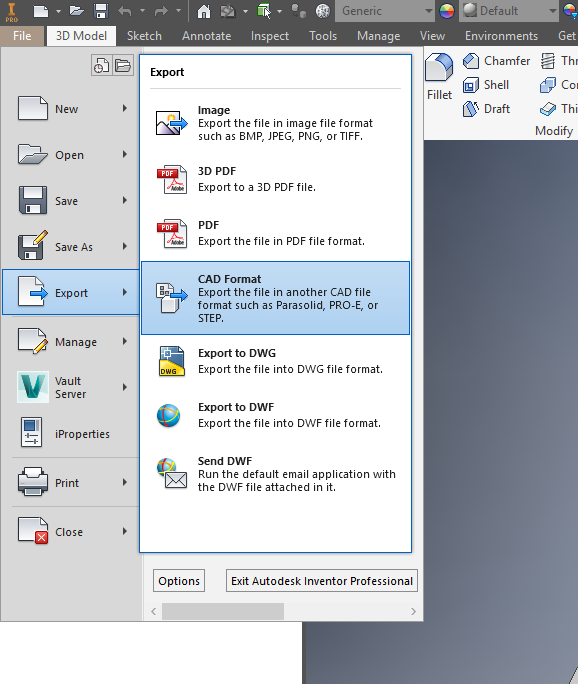 I
PRO
Generic
Default
File
3D Model
Sketch
Annotate
Inspect
Tools
Manage
View
Environments
Get
Export
New
Open
Save
Save As
Export
Manage
Vault
Server
iProperties
Print
Close
Image
Export the file in image file format
such as BMP, JPEG, PNG, or TIFF.
PDF
Adobe
3D PDF
Export to a 3D PDF file.
PDF
Adobe
PDF
Export the file in PDF file format.
CAD Format
Export the file in another CAD file
format such as Parasolid, PRO-E, or
STEP.
DWG
Export to DWG
Export the file into DWG file format.
Export to DWF
Export the file into DWF file format.
Send DWF
Run the default email application with
the DWF file attached in it.
Options
Exit Autodesk Inventor Professional
Fillet
Chamfer
Shell
Draft
Modify